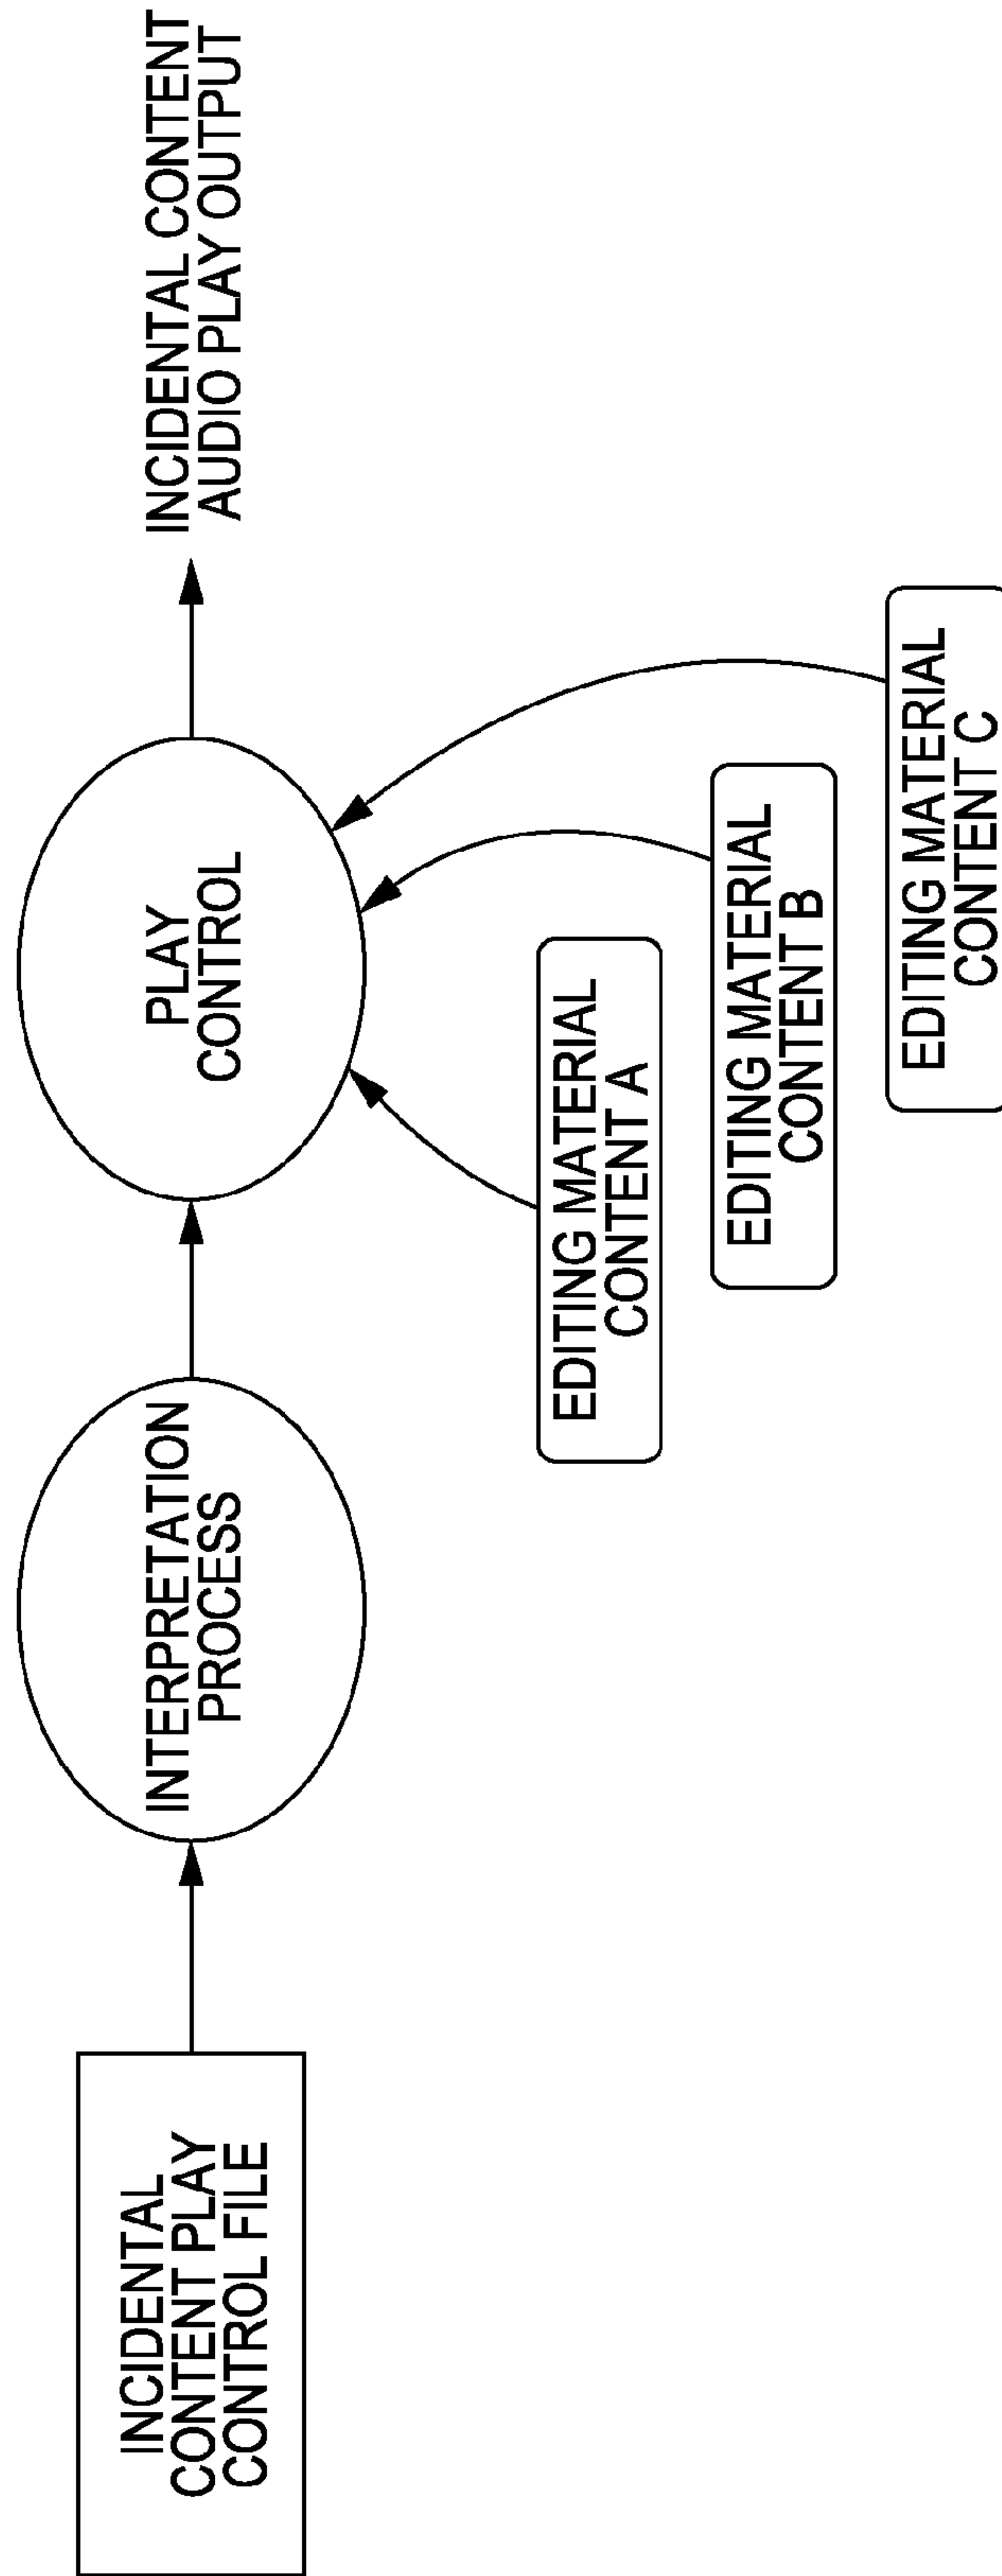 INCIDENTAL
CONTENT PLAY
CONTROL FILE
INTERPRETATION
PROCESS
PLAY
CONTROL
INCIDENTAL CONTENT
AUDIO PLAY OUTPUT
EDITING MATERIAL
CONTENT A
EDITING MATERIAL
CONTENT B
EDITING MATERIAL
CONTENT C